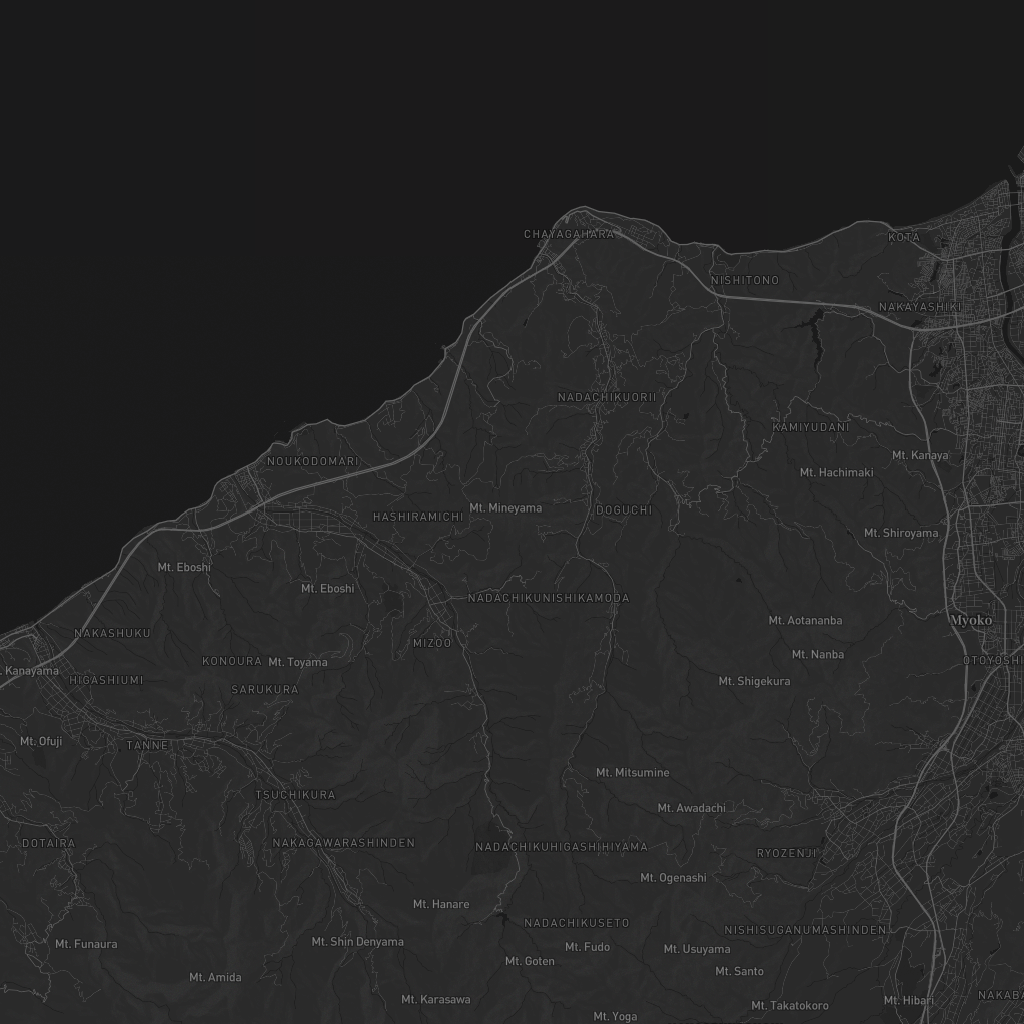 CHAYAGAHARA
KOTA
NISHITONO
NAKAYASHIKI
NADACHIKUORII
KAMIYUDANI
Mt. Kanaya
NOUKODOMARI
Mt. Hachimaki
Mt. Mineyama
DOGUCHI
HASHIRAMICHI
Mt. Shiroyama
Mt. Eboshi
Mt. Eboshi
NADACHIKUNISHIKAMODA
Mt. Aotananba
Myoko
NAKASHUKU
MIZOO
Mt. Nanba
KONOURA
Mt. Toyama
OTOYOSHI
. Kanayama
HIGASHIUMI
SARUKURA
Mt. Shigekura
Mt. Ofuji
TANNE
Mt. Mitsumine
TSUCHIKURA
Mt. Awadachi
DOTAIRA
NAKAGAWARASHINDEN
NADACHIKUHIGASHIHIYAMA
RYOZENJI
Mt. Ogenashi
Mt. Hanare
NADACHIKUSETO
NISHISUGANUMASHINDEN
Mt. Funaura
Mt. Shin Denyama
Mt. Fudo
Mt. Usuyama
Mt. Goten
Mt. Santo
Mt. Amida
Mt. Karasawa
Mt. Takatokoro
Mt. Hibari
NAKABA
Mt. Yoga